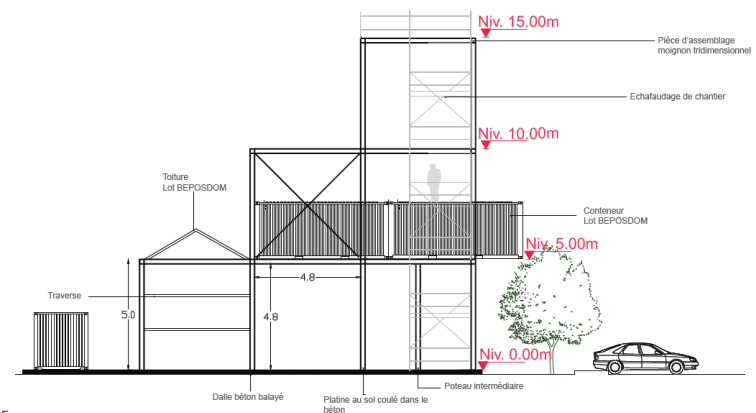 Niv. 15.00m
Pièce d'assemblage
moignon tridimensionnel
Echafaudage de chantier
Niv. 10.00m
Toiture
Lot BEPOSDOM
Conteneur
Lot BEPOSDOM
Niv. 5.00m
4.8
Traverse
5.0
4.8
Niv. 0.00m
Poteau intermédiaire
Dalle béton balayé
Platine au sol coulé dans le
béton